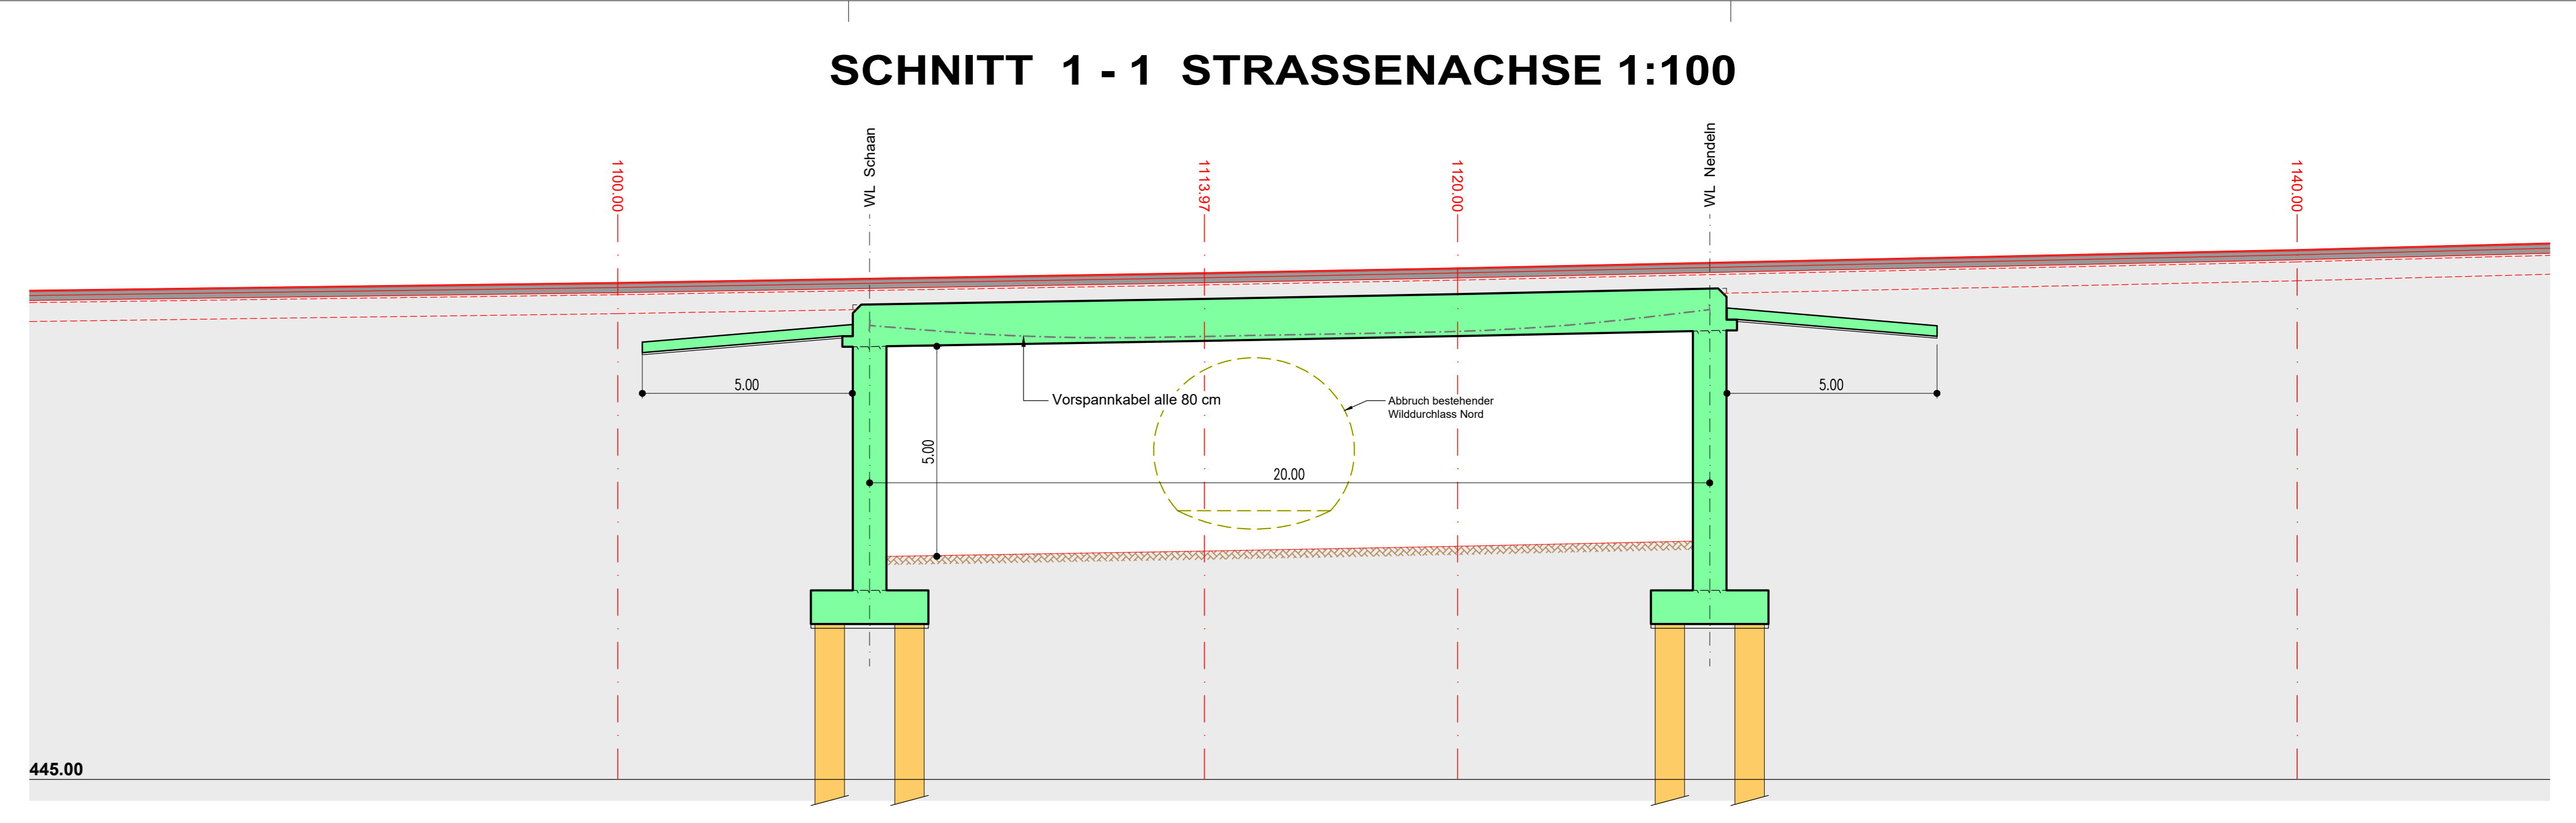 SCHNITT 1 - 1 STRASSENACHSE 1:100
1100.00
WL Schaan
1113.97
1120.00
WL Nendeln
1140.00
5.00
Vorspannkabel alle 80 cm
Abbruch bestehender
Wilddurchlass Nord
5.00
5.00
20.00
445.00